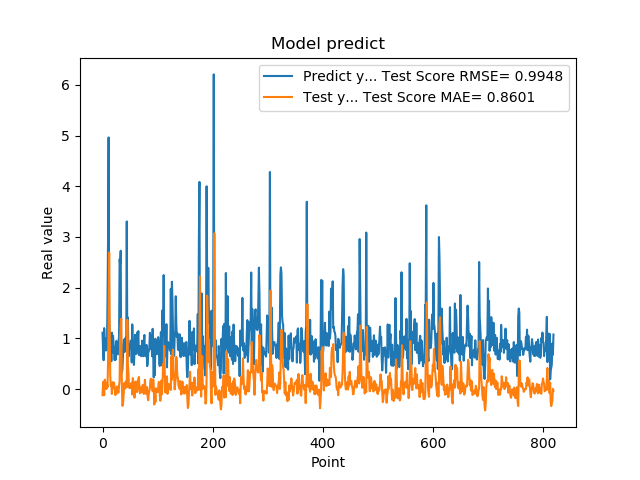 Model predict
Predict y... Test Score RMSE= 0.9948
Test y... Test Score MAE= 0.8601
6
5
4
3
2
1
0
Real value
0 200 400 600 800
Point